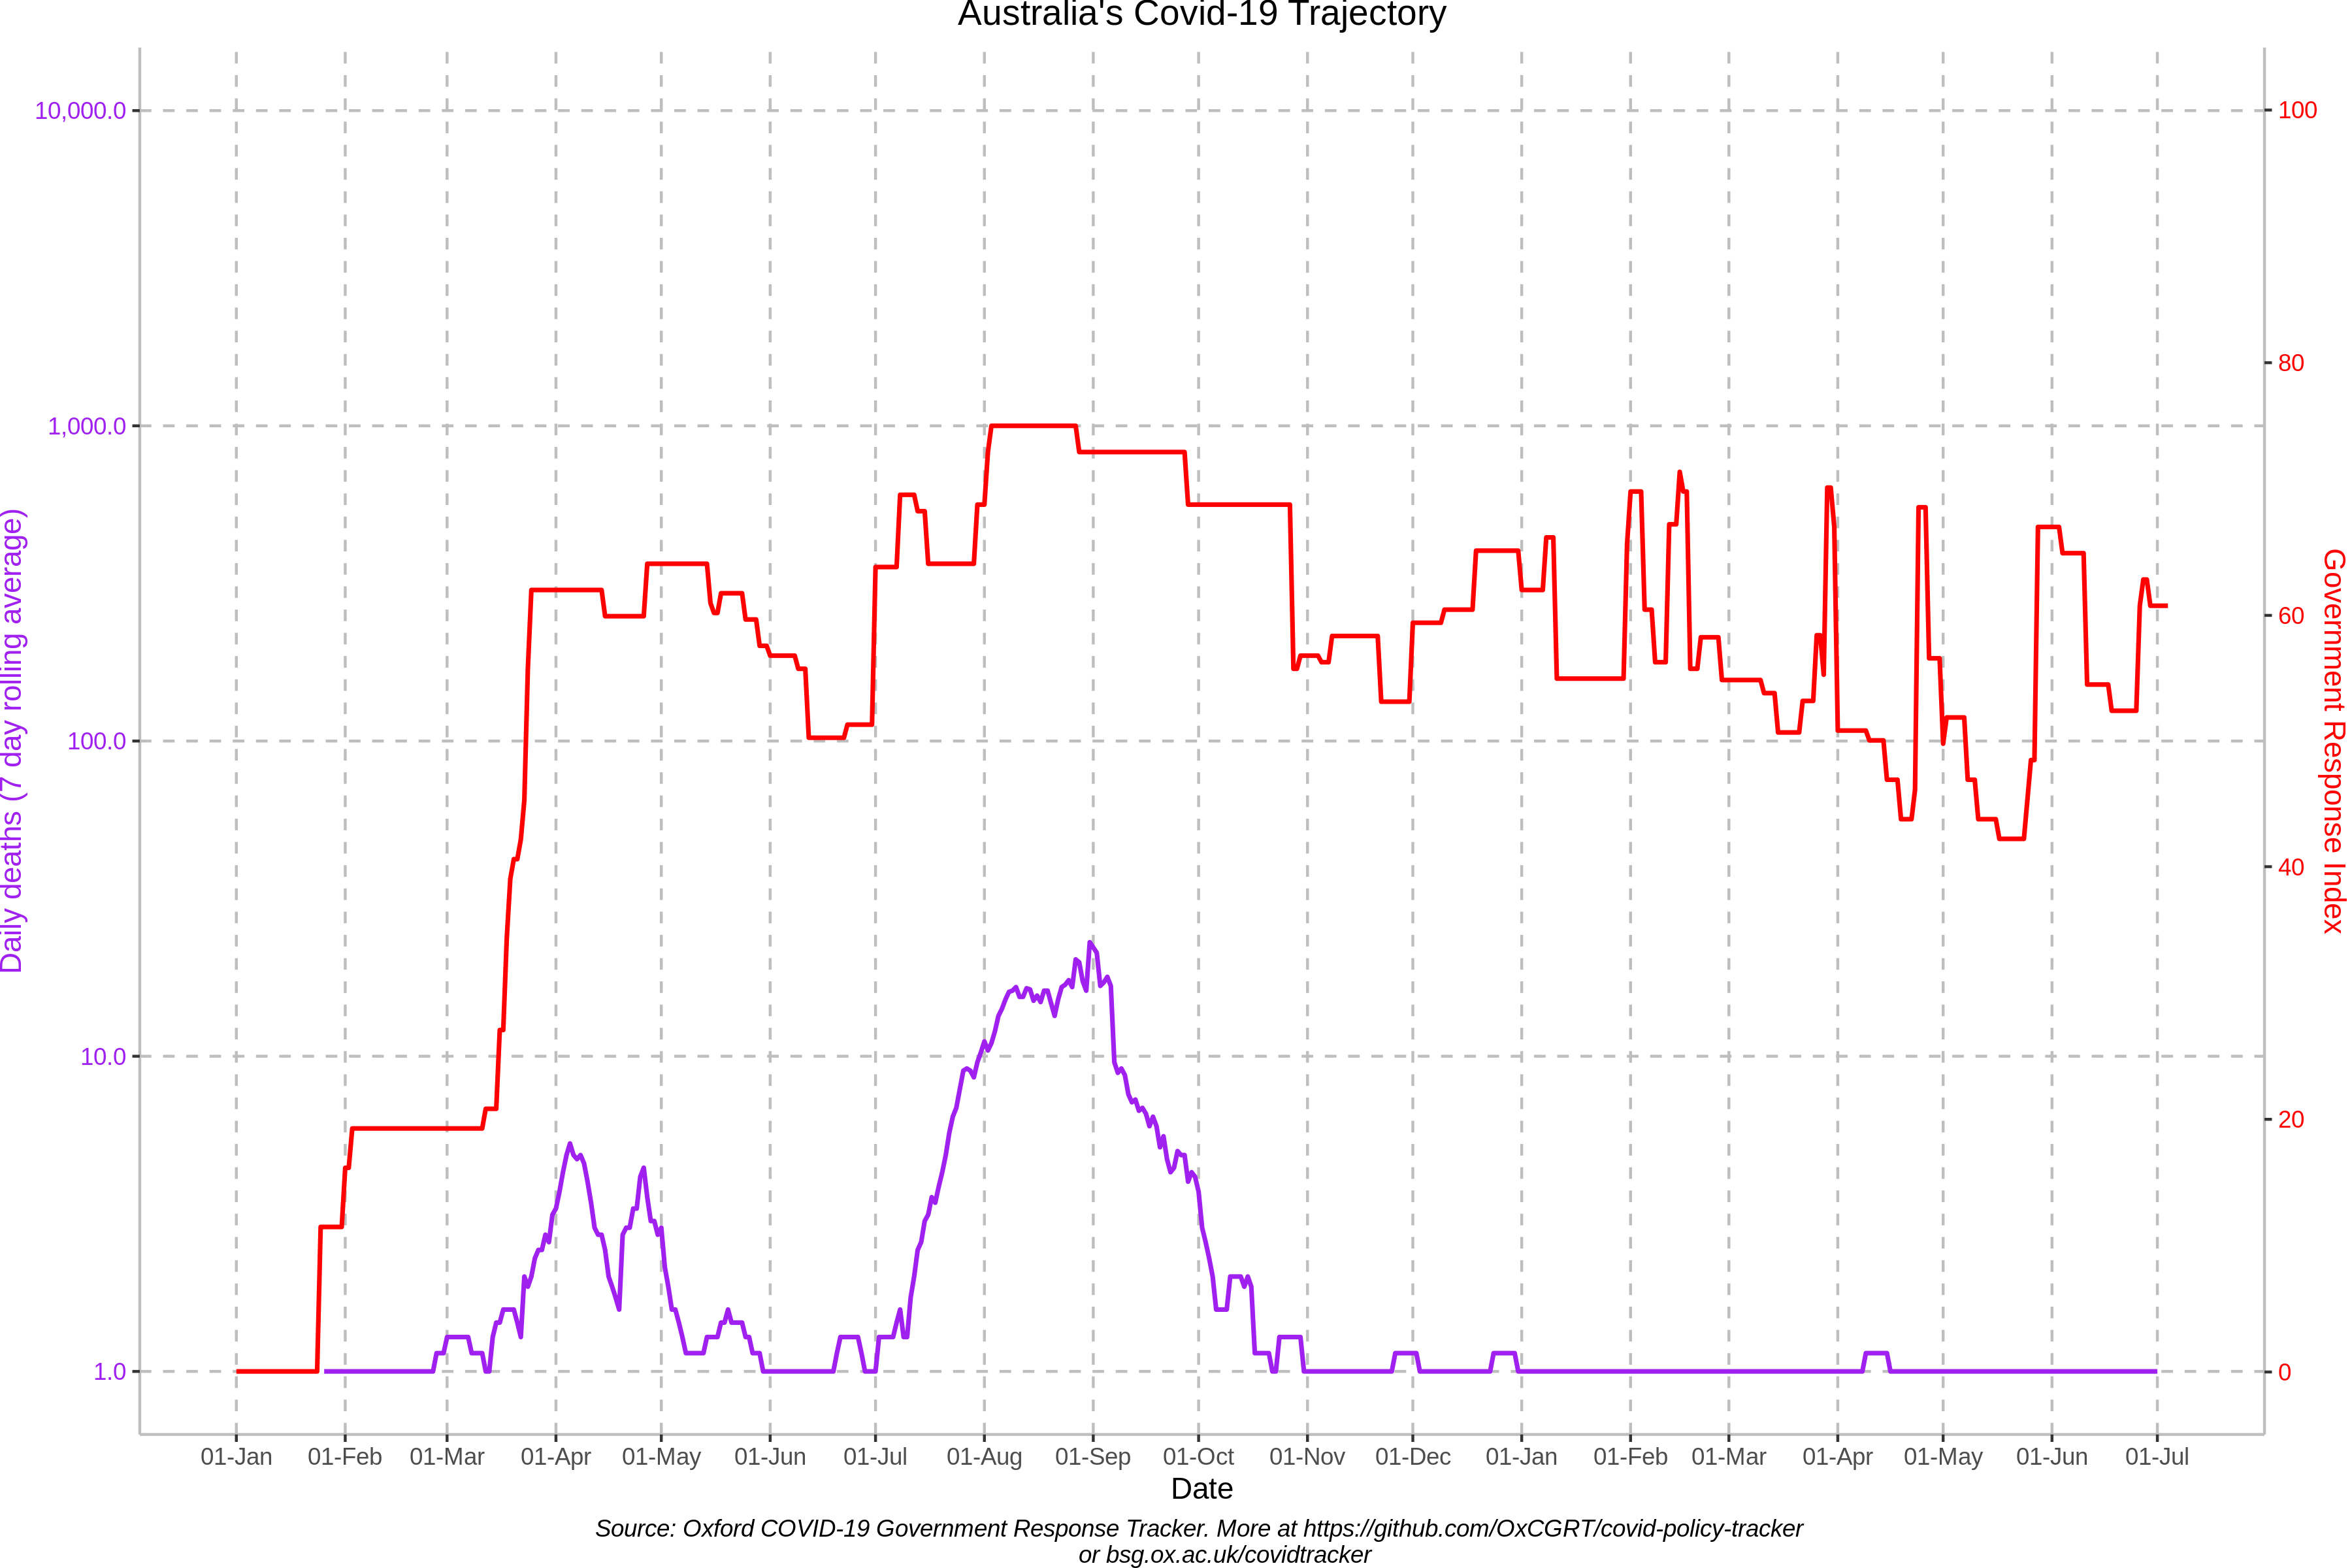 Australia's Covid-19 Trajectory
10,000.0
1,000.0
100.0
10.0
1.0
Daily deaths (7 day rolling average)
100
80
60
40
20
0
Government Response Index
01-Jan 01-Feb 01-Mar 01-Apr 01-May 01-Jun 01-Jul 01-Aug 01-Sep 01-Oct 01-Nov 01-Dec 01-Jan 01-Feb 01-Mar 01-Apr 01-May 01-Jun 01-Jul
Date
Source: Oxford COVID-19 Government Response Tracker. More at https://github.com/OxCGRT/covid-policy-tracker
or bsg.ox.ac.uk/covidtracker